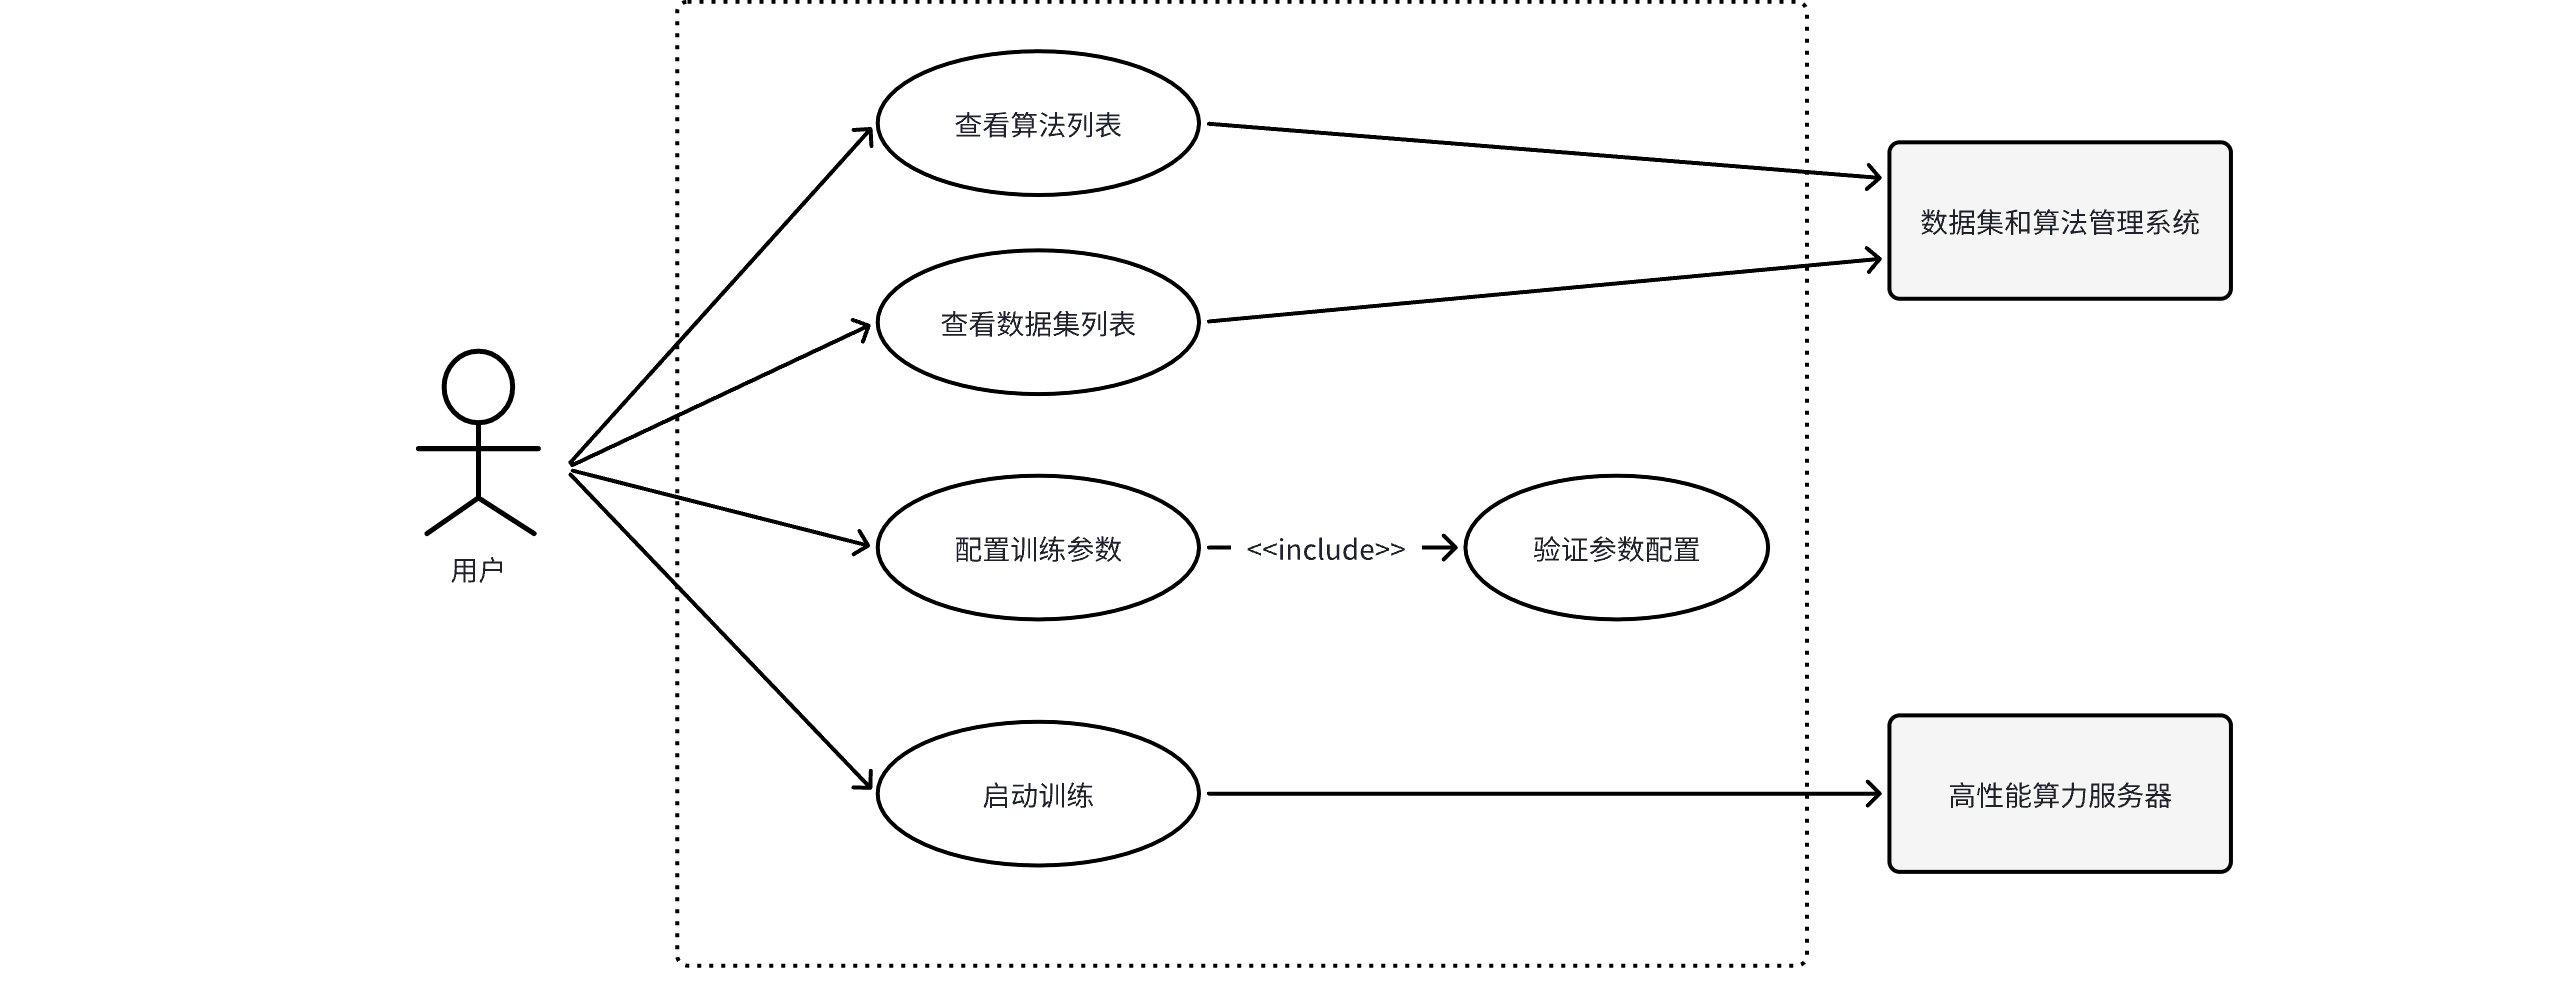 查看算法列表
数据集和算法管理系统
查看数据集列表
用户
配置训练参数
<<include>>
验证参数配置
启动训练
高性能算力服务器